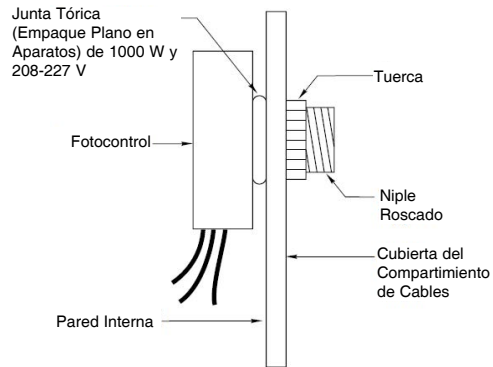 Junta Tórica
(Empaque Plano en
Aparatos) de 1000 W y
208-227 V
Tuerca
Fotocontrol
Niple
Roscado
Cubierta del
Compartimiento
de Cables
Pared Interna